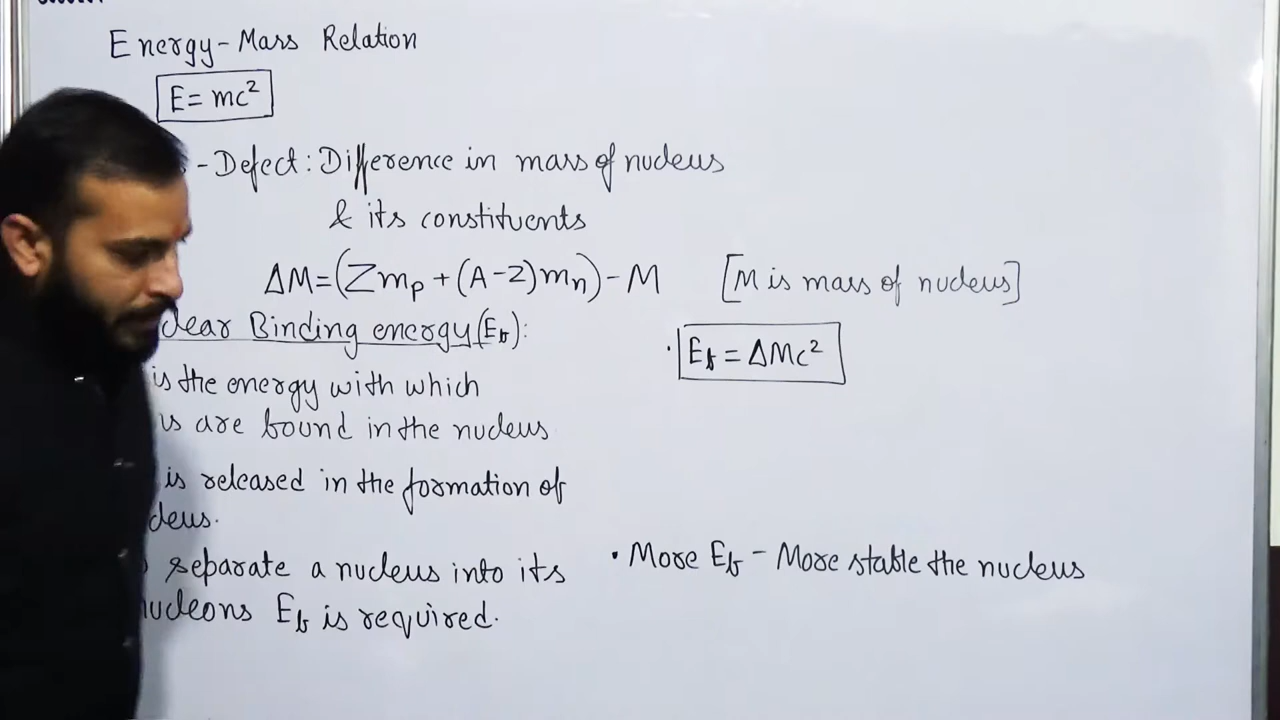 Energy-Mass Relation
E = mc²
-Defect: Difference in mass of nucleus
& its constituents
ΔM = (Zmp + (A-Z)mn) - M [M is mass of nucleus]
clear Binding energy (Eb):
· Eb = ΔMc²
is the energy with which
are bound in the nucleus
is released in the formation of
cleus.
separate a nucleus into its
nucleons Eb is required.
· More Eb - More stable the nucleus